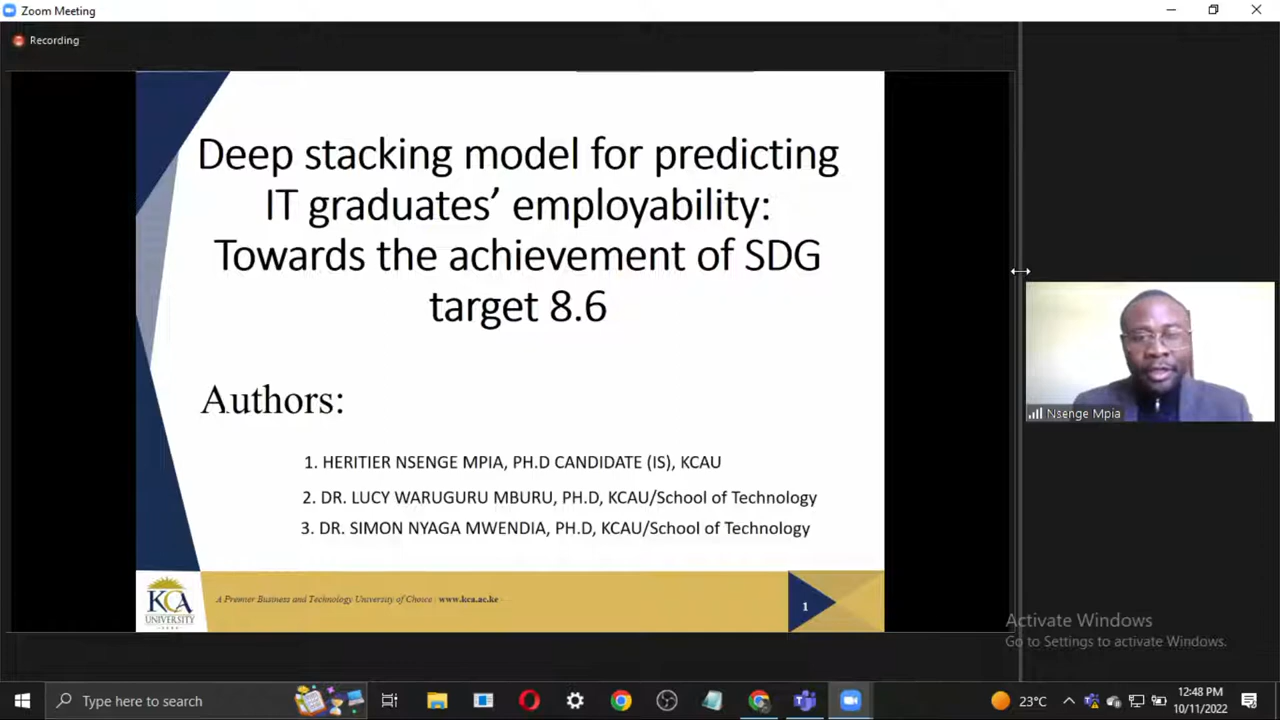 Zoom Meeting
Recording
Deep stacking model for predicting
IT graduates’ employability:
Towards the achievement of SDG
target 8.6
Authors:
1. HERITIER NSENGE MPIA, PH.D CANDIDATE (IS), KCAU
2. DR. LUCY WARUGURU MBURU, PH.D, KCAU/School of Technology
3. DR. SIMON NYAGA MWENDIA, PH.D, KCAU/School of Technology
KCA
UNIVERSITY
A Premier Business and Technology University of Choice | www.kca.ac.ke
1
Nsenge Mpia
Activate Windows
Go to Settings to activate Windows.
Type here to search
23°C
12:48 PM
10/11/2022